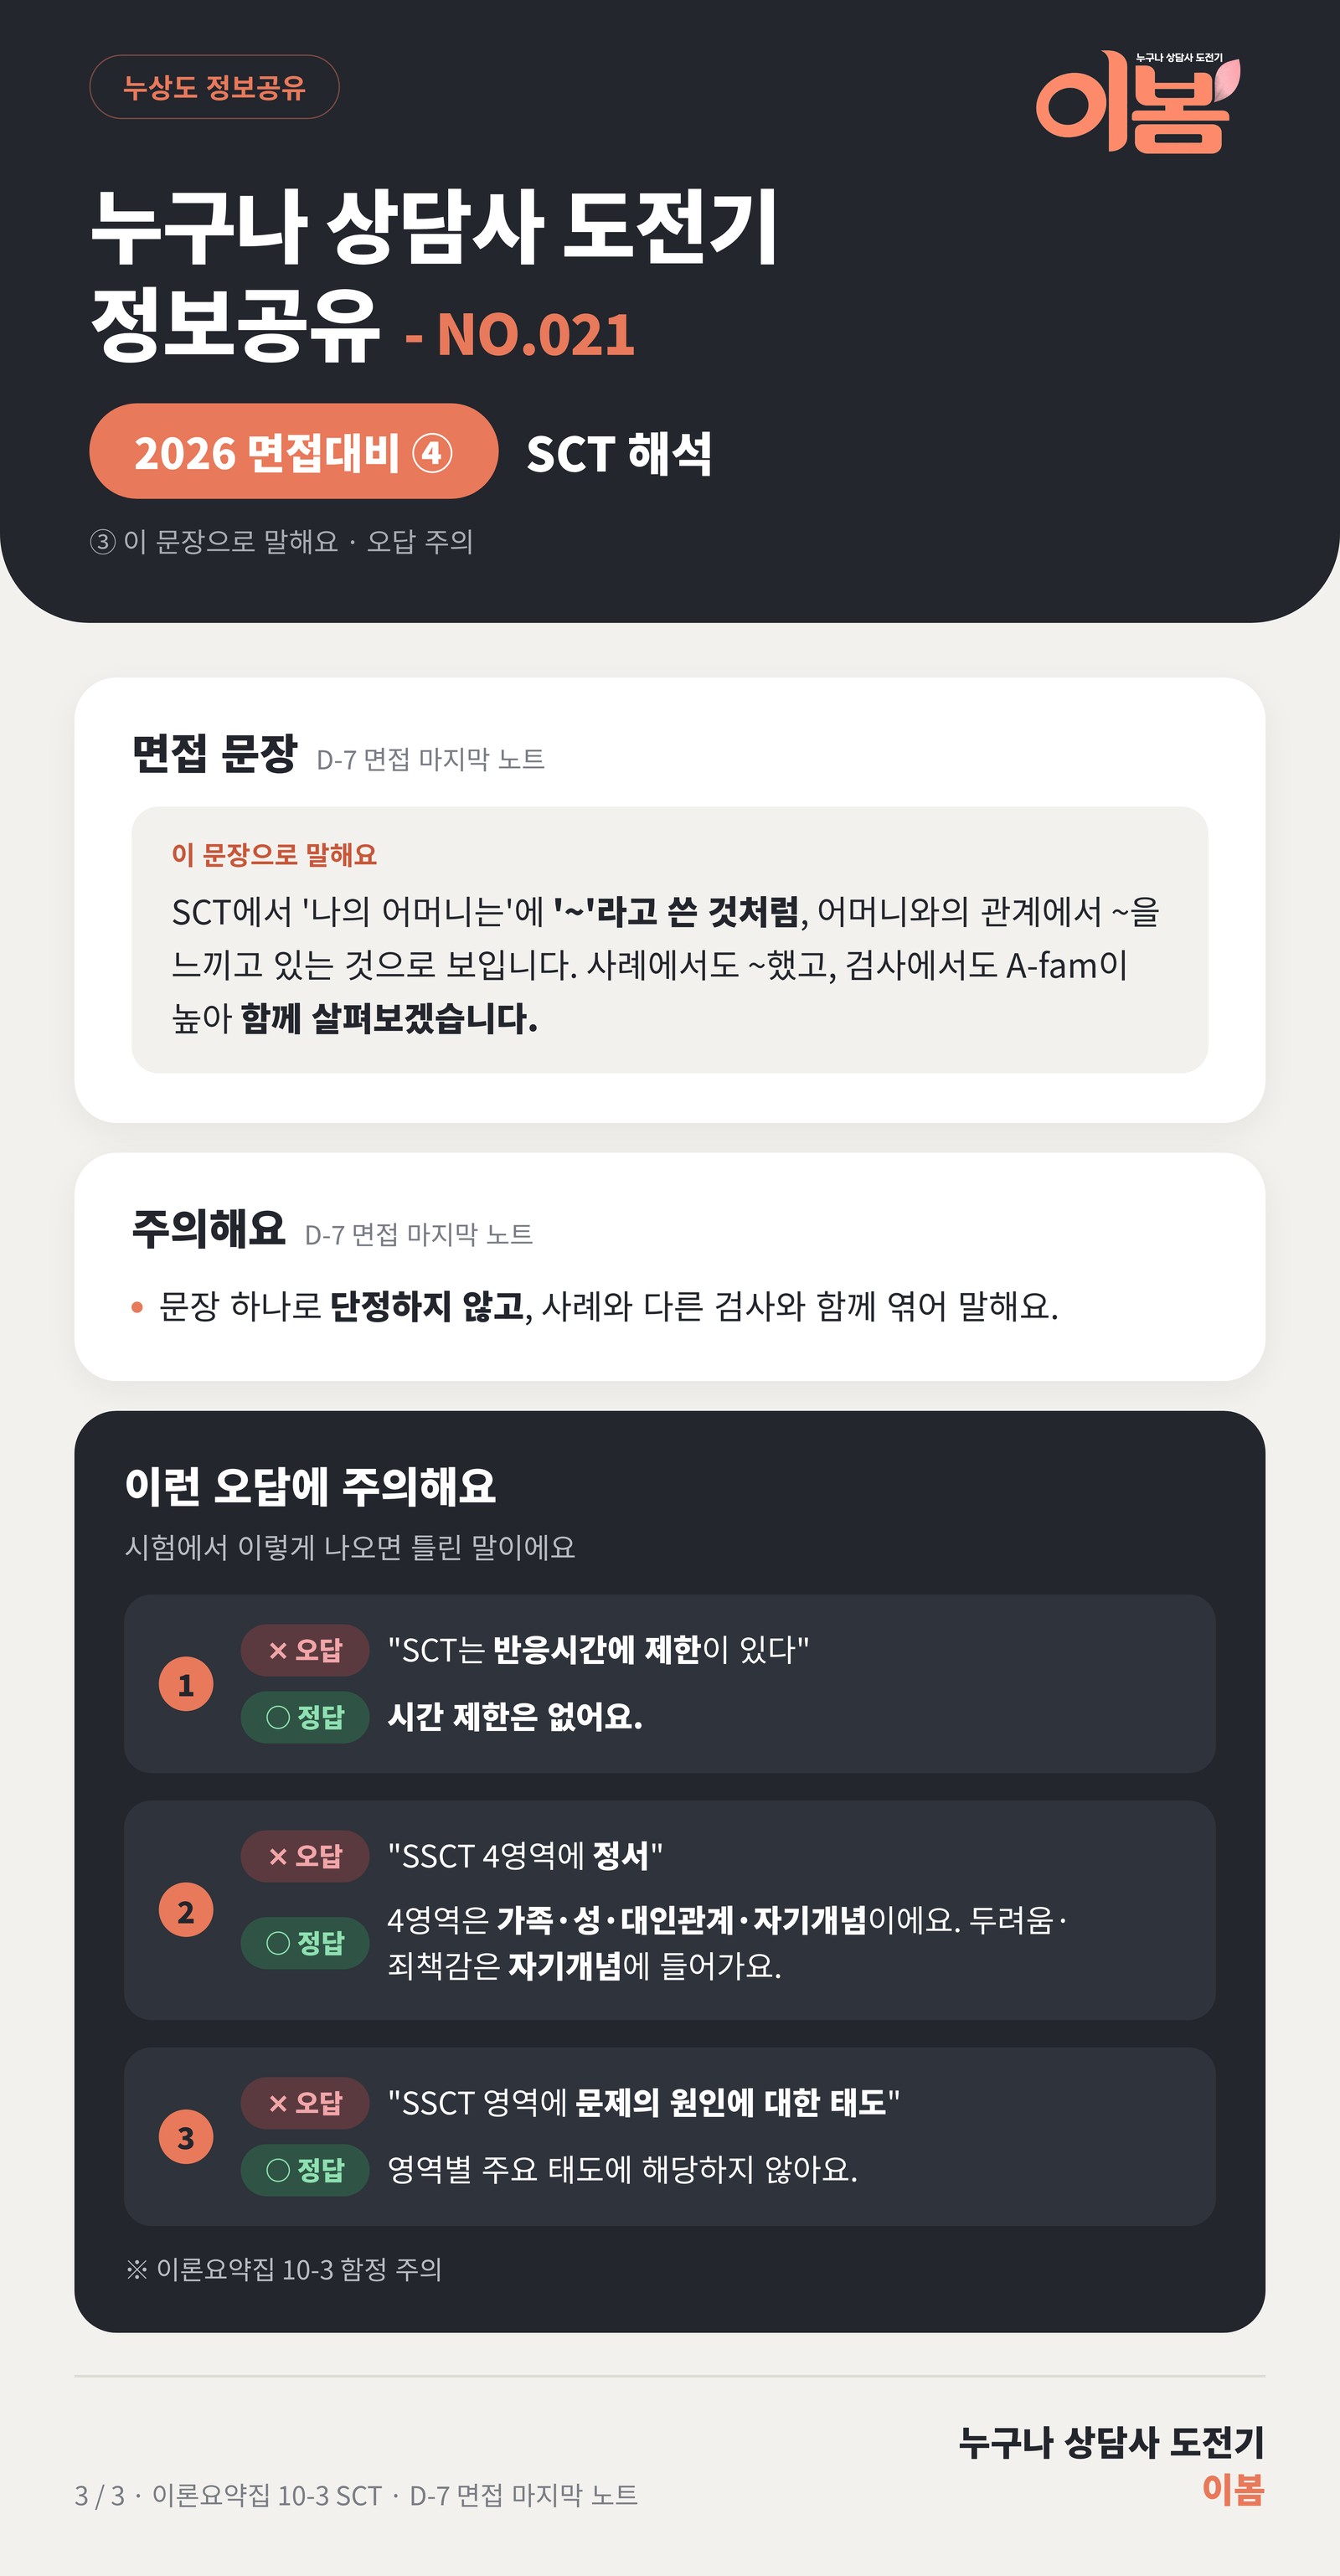 누상도 정보공유
누구나 상담사 도전기
이봄
누구나 상담사 도전기
정보공유 - NO.021
2026 면접대비 ④ SCT 해석
③ 이 문장으로 말해요 · 오답 주의
면접 문장 D-7 면접 마지막 노트
이 문장으로 말해요
SCT에서 '나의 어머니는'에 '~'라고 쓴 것처럼, 어머니와의 관계에서 ~을
느끼고 있는 것으로 보입니다. 사례에서도 ~했고, 검사에서도 A-fam이
높아 함께 살펴보겠습니다.
주의해요 D-7 면접 마지막 노트
• 문장 하나로 단정하지 않고, 사례와 다른 검사와 함께 엮어 말해요.
이런 오답에 주의해요
시험에서 이렇게 나오면 틀린 말이에요
1
✕ 오답 "SCT는 반응시간에 제한이 있다"
○ 정답 시간 제한은 없어요.
2
✕ 오답 "SSCT 4영역에 정서"
○ 정답 4영역은 가족·성·대인관계·자기개념이에요. 두려움·
죄책감은 자기개념에 들어가요.
3
✕ 오답 "SSCT 영역에 문제의 원인에 대한 태도"
○ 정답 영역별 주요 태도에 해당하지 않아요.
※ 이론요약집 10-3 함정 주의
누구나 상담사 도전기
3 / 3 · 이론요약집 10-3 SCT · D-7 면접 마지막 노트
이봄